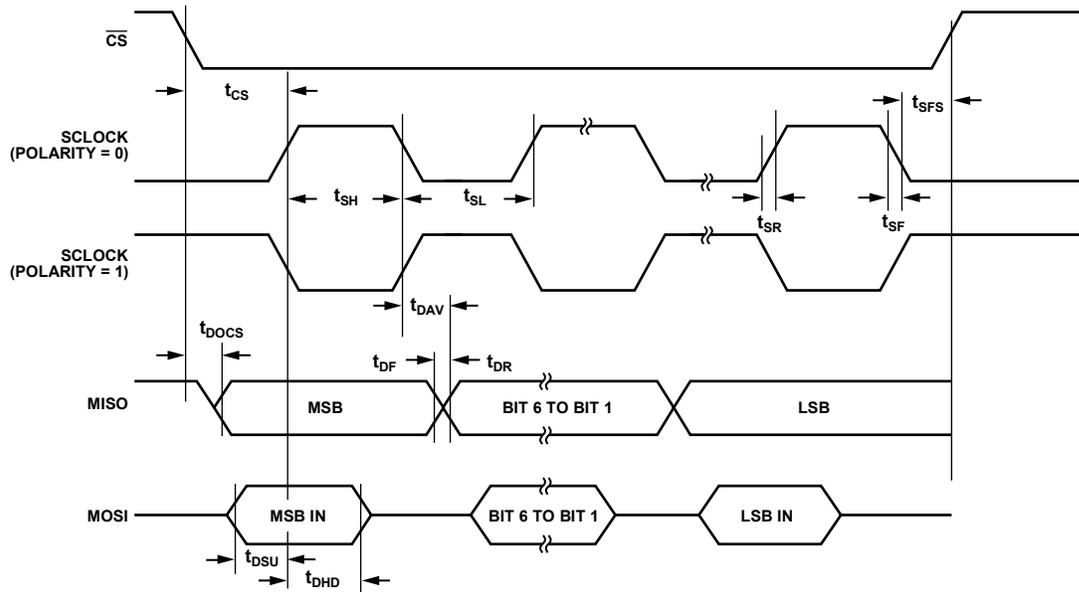 CS
tCS
tSFS
SCLOCK
(POLARITY = 0)
tSH
tSL
tSR
tSF
SCLOCK
(POLARITY = 1)
tDAV
tDOCS
tDF
tDR
MISO
MSB
BIT 6 TO BIT 1
LSB
MOSI
MSB IN
BIT 6 TO BIT 1
LSB IN
tDSU
tDHD